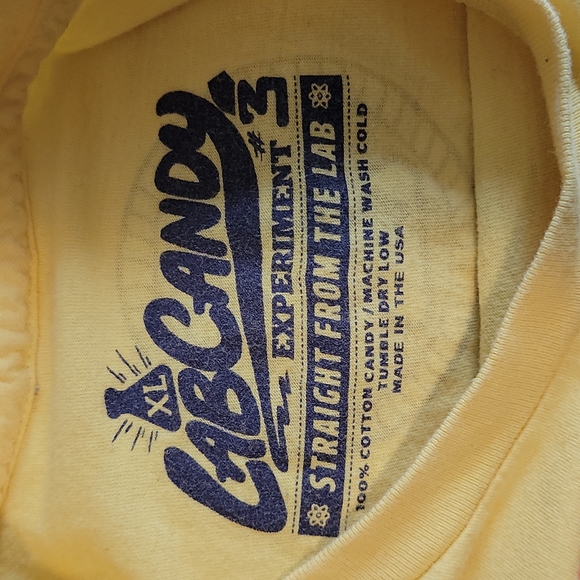 XL
LAB CANDY
EXPERIMENT #3
STRAIGHT FROM THE LAB
100% COTTON CANDY / MACHINE WASH COLD
TUMBLE DRY LOW
MADE IN THE USA